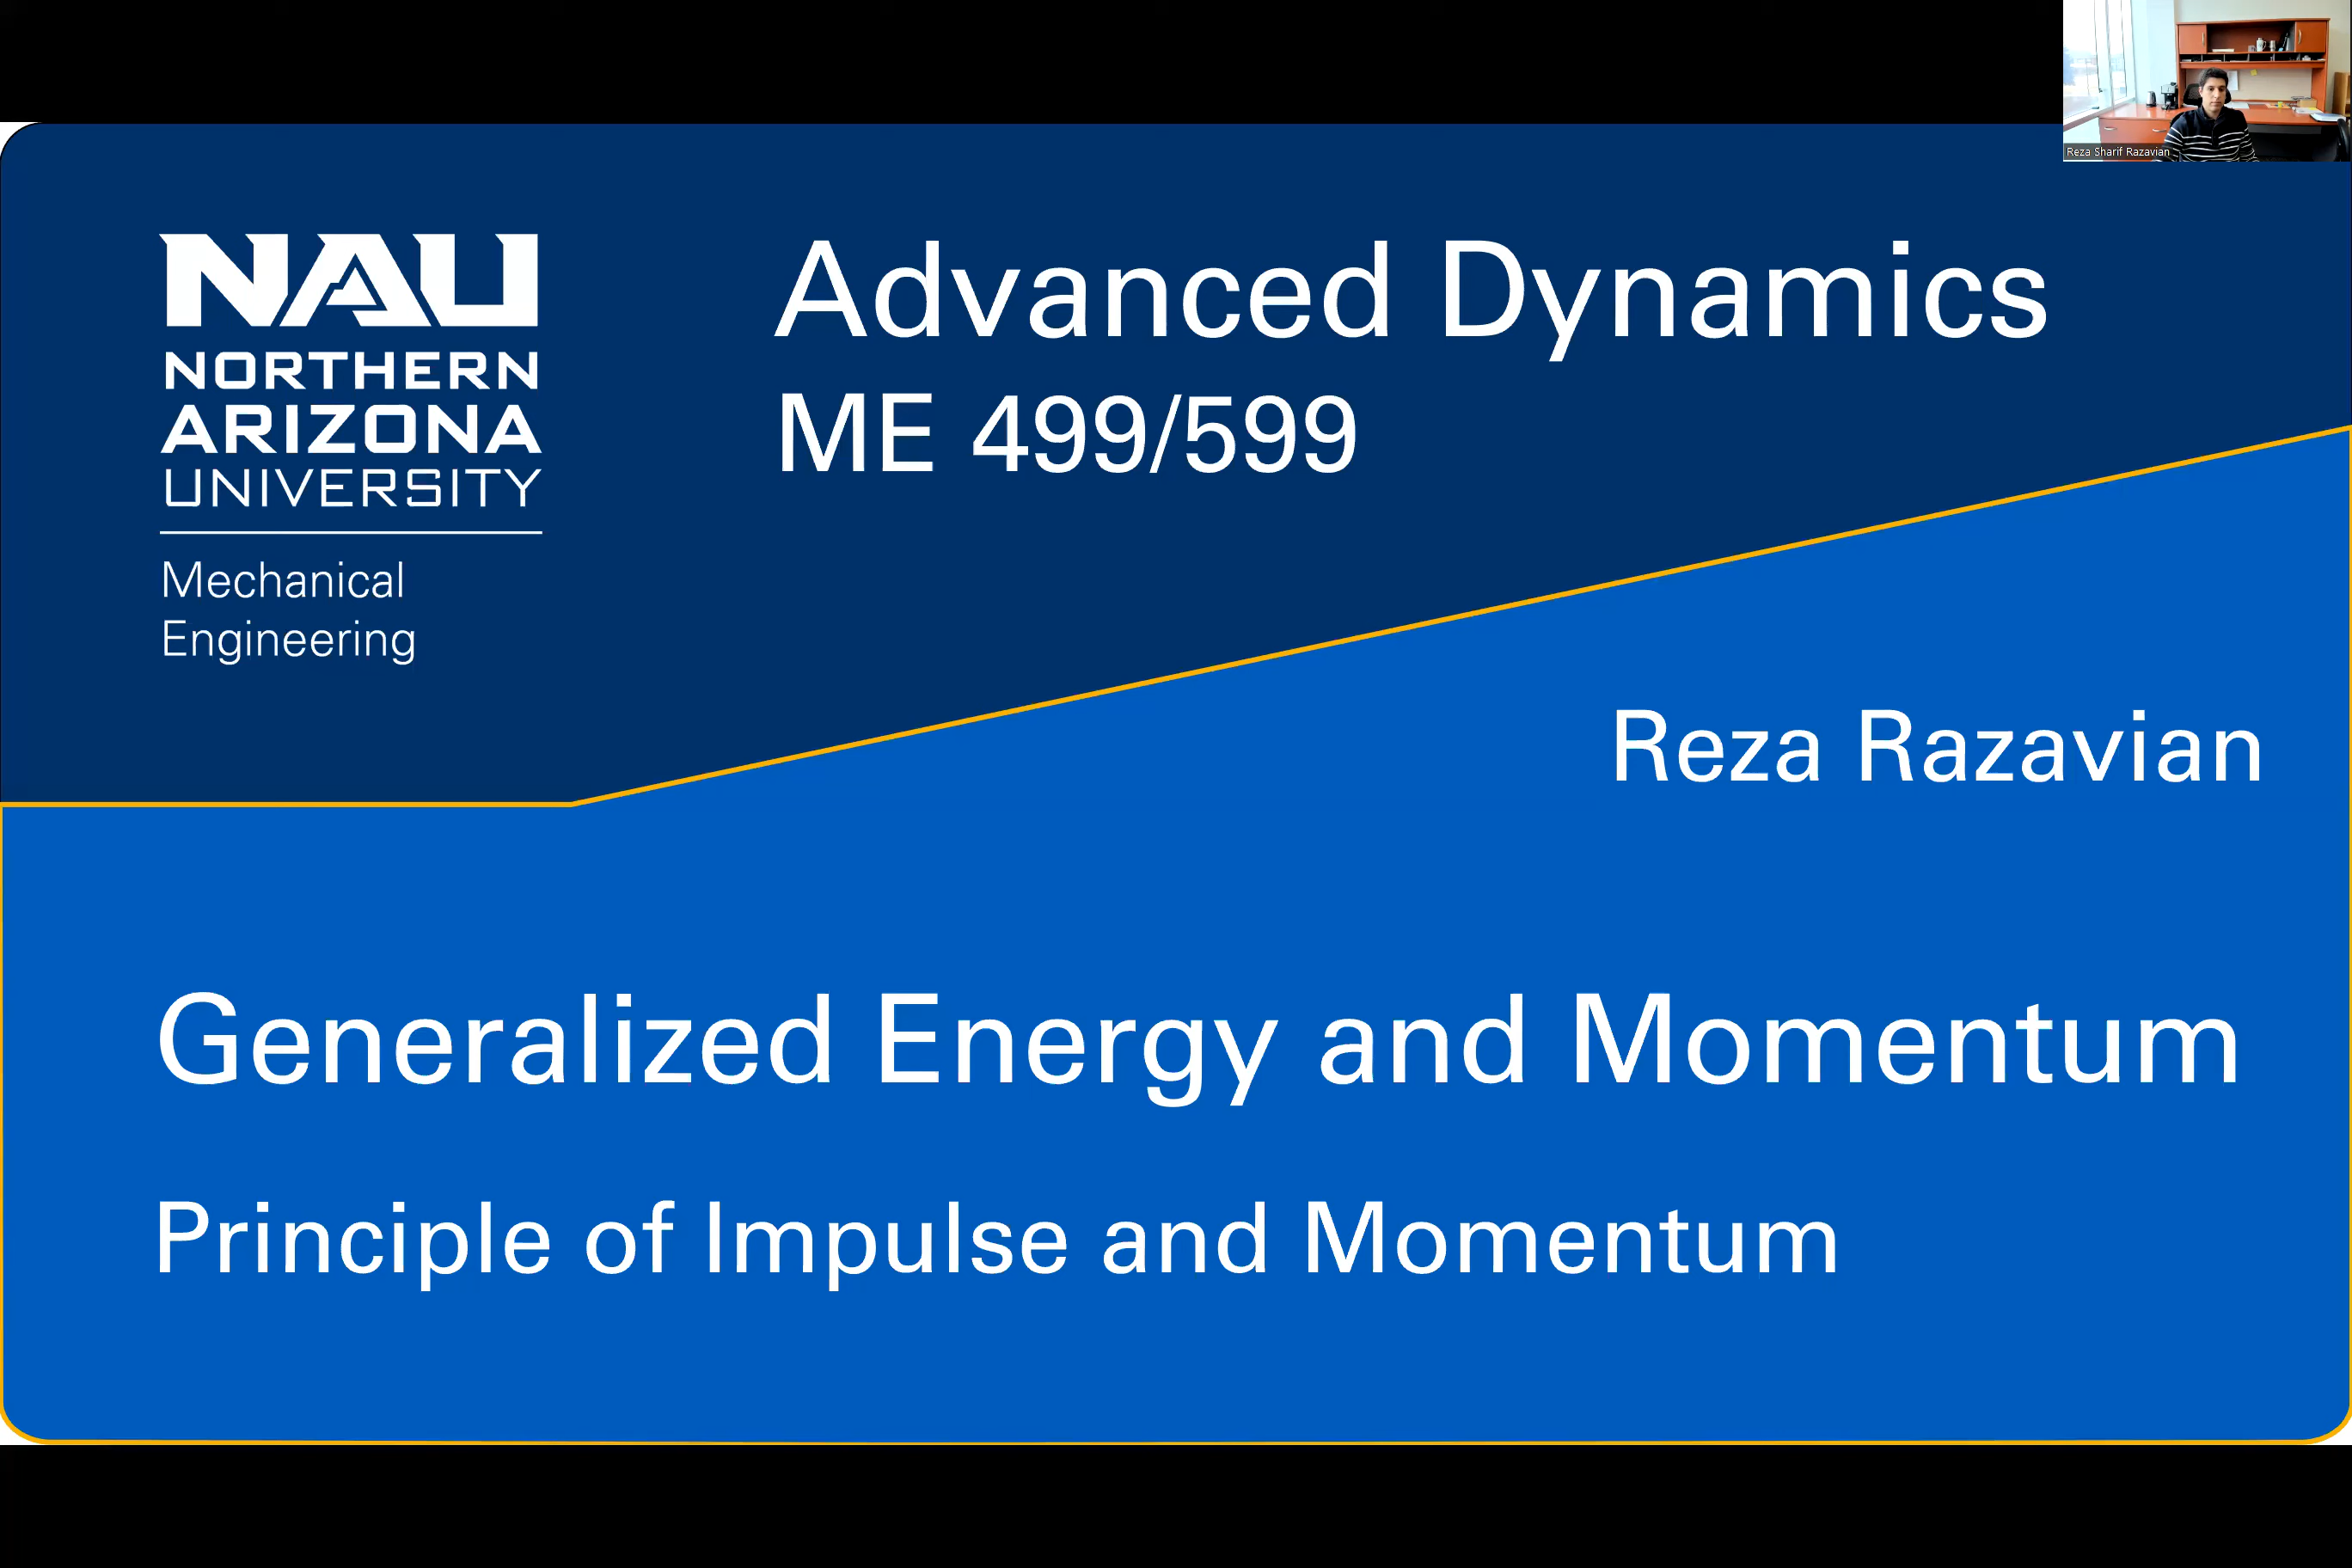 Reza Sharif Razavian
NAU
NORTHERN
ARIZONA
UNIVERSITY
Mechanical
Engineering
Advanced Dynamics
ME 499/599
Reza Razavian
Generalized Energy and Momentum
Principle of Impulse and Momentum